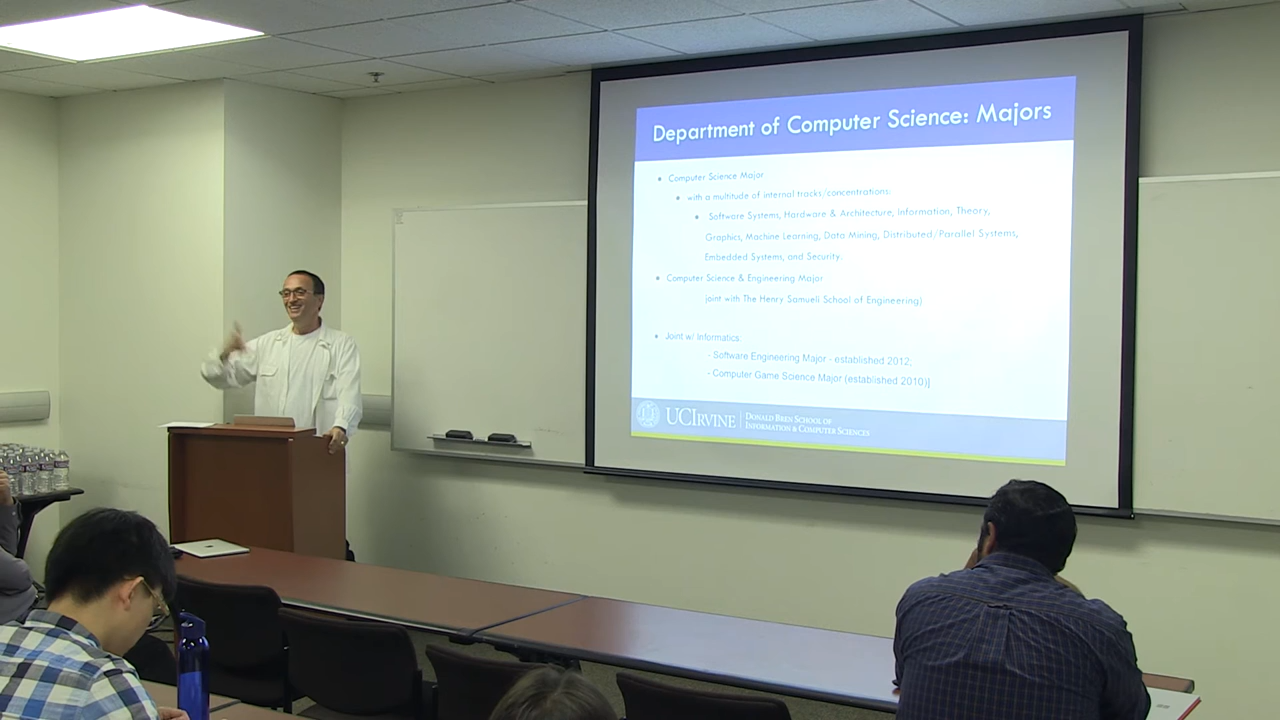 Department of Computer Science: Majors
Computer Science Major
with a multitude of internal tracks/concentrations:
Software Systems, Hardware & Architecture, Information, Theory,
Graphics, Machine Learning, Data Mining, Distributed/Parallel Systems,
Embedded Systems, and Security.
Computer Science & Engineering Major
joint with The Henry Samueli School of Engineering)
Joint w/ Informatics:
- Software Engineering Major - established 2012,
- Computer Game Science Major (established 2010)]
UCIRVINE | DONALD BREN SCHOOL OF
INFORMATION & COMPUTER SCIENCES